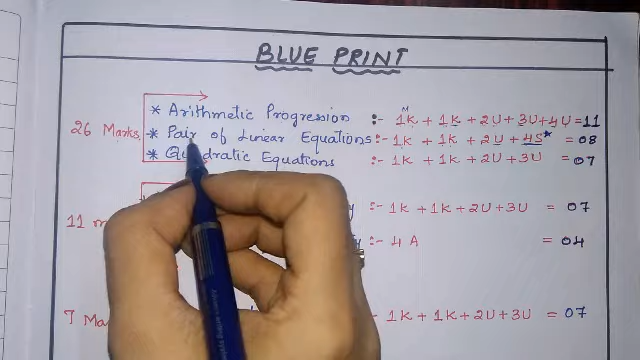 BLUE PRINT
* Arithmetic Progression :- 1K + 1K + 2U + 3U + 4U = 11
26 Marks * Pair of Linear Equations :- 1K + 1K + 2U + 4S* = 08
* Quadratic Equations :- 1K + 1K + 2U + 3U = 07
11 :- 1K + 1K + 2U + 3U = 07
:- 4A = 04
7 1K + 1K + 2U + 3U = 07